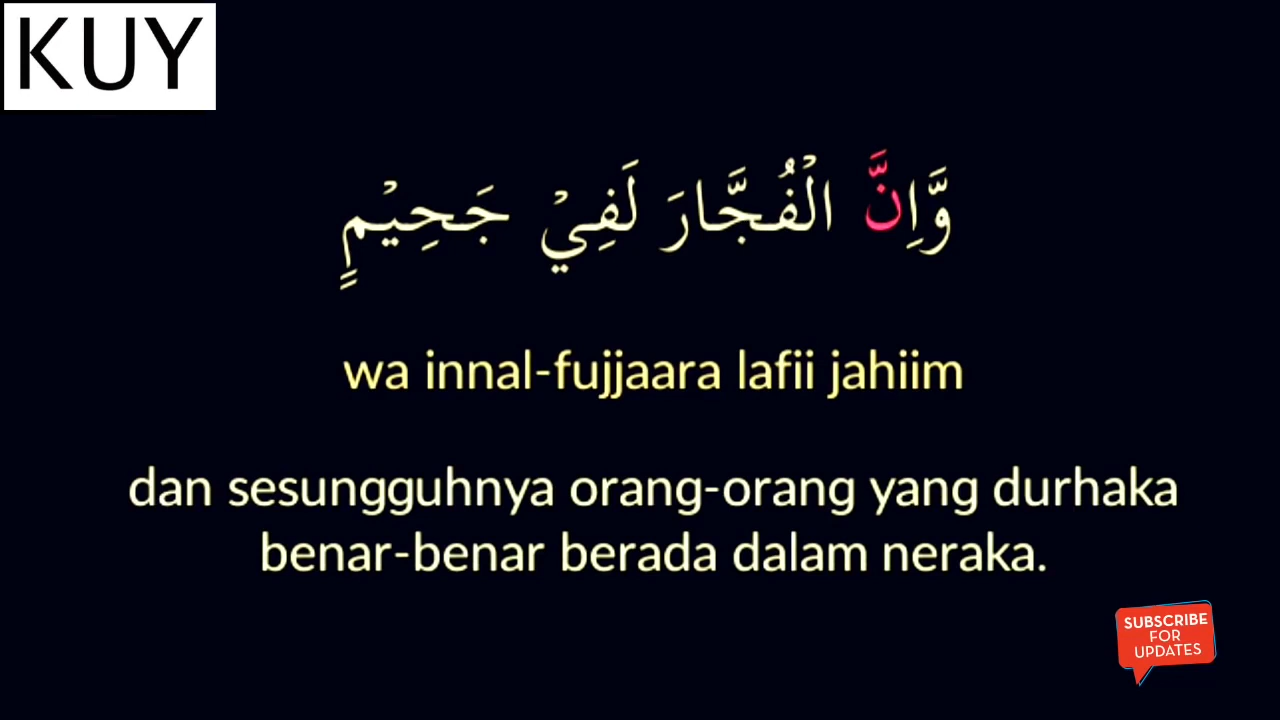 KUY
وَّاِنَّ الْفُجَّارَ لَفِيْ جَحِيْمٍ
wa innal-fujjaara lafii jahiim
dan sesungguhnya orang-orang yang durhaka
benar-benar berada dalam neraka.
SUBSCRIBE
FOR
UPDATES